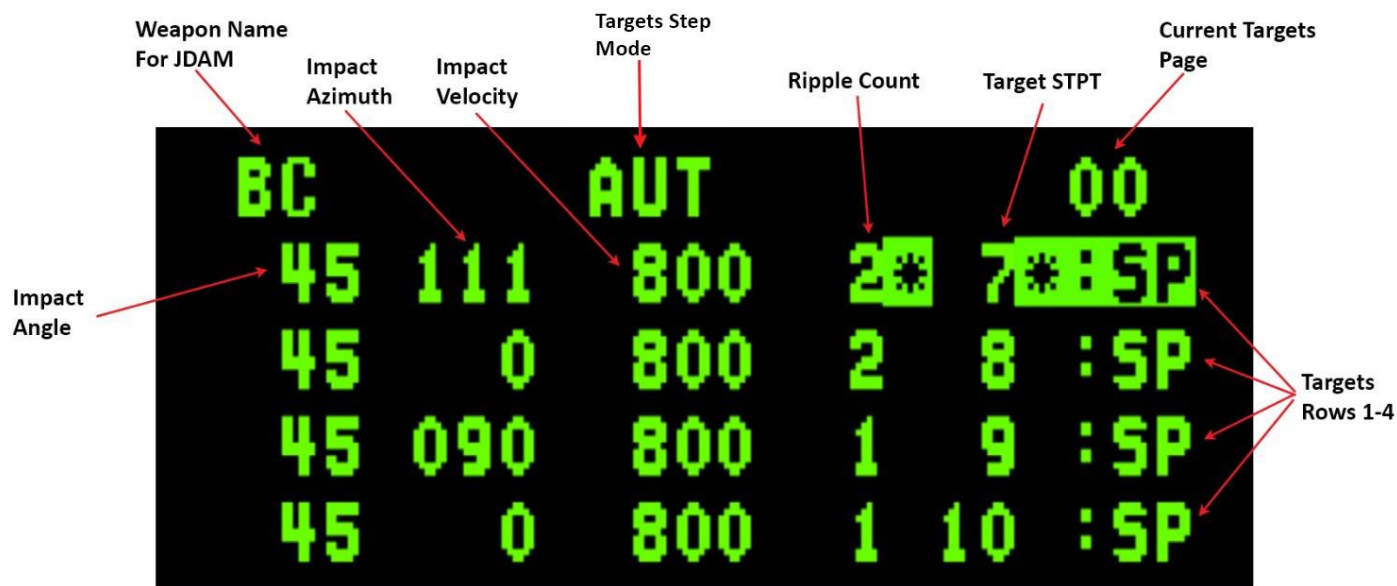 Weapon Name
For JDAM
Impact
Azimuth
Impact
Velocity
Targets Step
Mode
Ripple Count
Target STPT
Current Targets
Page
BC AUT 00
45 111 800 2* 7*:SP
45 0 800 2 8 :SP
45 090 800 1 9 :SP
45 0 800 1 10 :SP
Impact
Angle
Targets
Rows 1-4